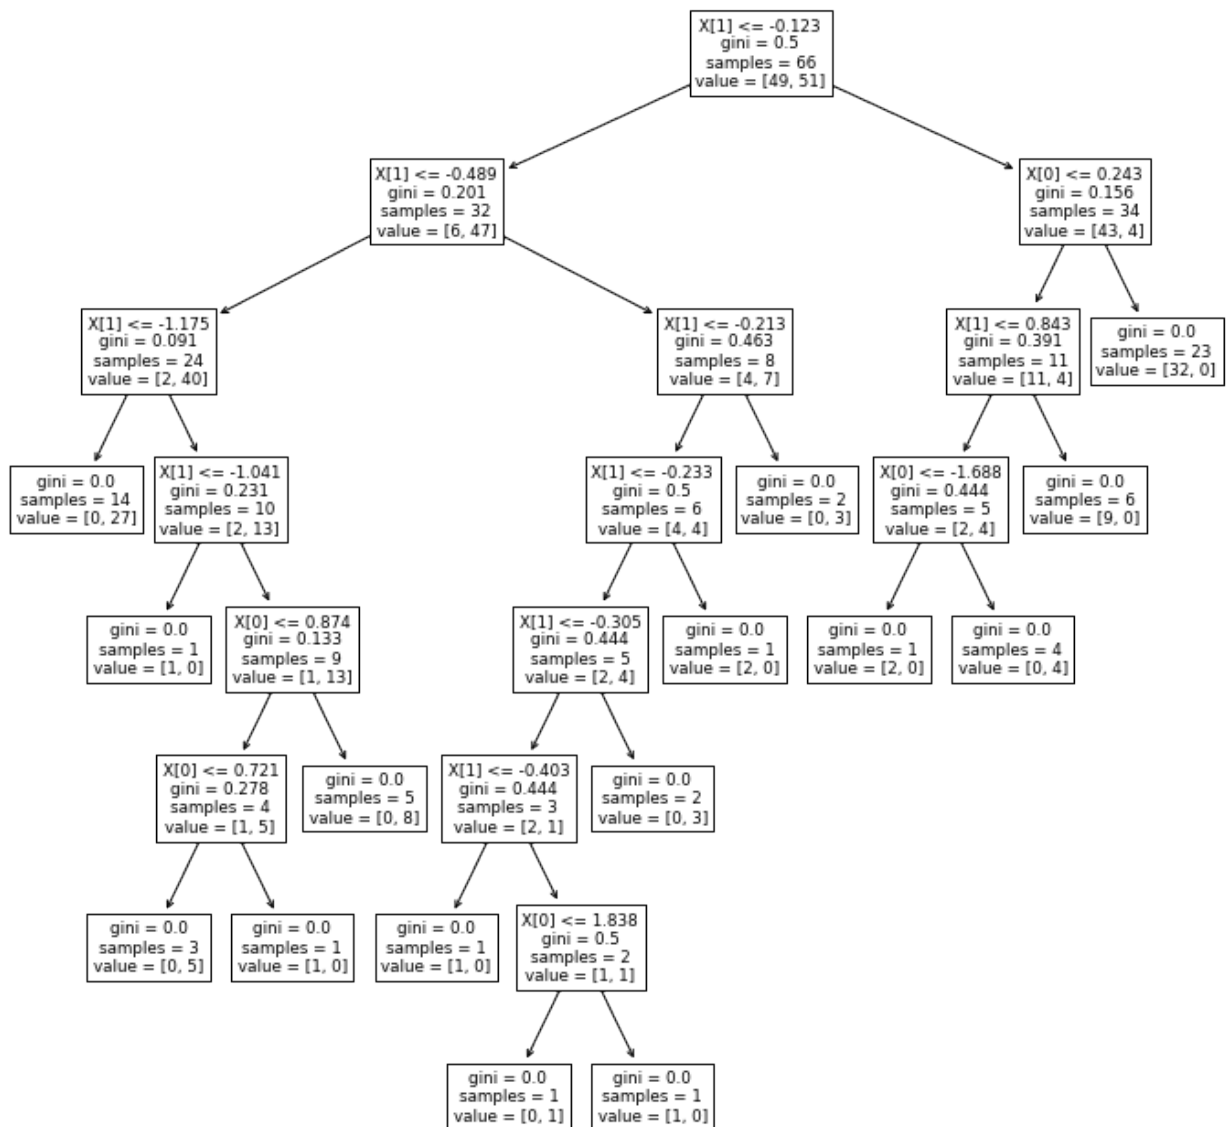 X[1] <= -0.123
gini = 0.5
samples = 66
value = [49, 51]
X[1] <= -0.489
gini = 0.201
samples = 32
value = [6, 47]
X[0] <= 0.243
gini = 0.156
samples = 34
value = [43, 4]
X[1] <= -1.175
gini = 0.091
samples = 24
value = [2, 40]
X[1] <= -0.213
gini = 0.463
samples = 8
value = [4, 7]
X[1] <= 0.843
gini = 0.391
samples = 11
value = [11, 4]
gini = 0.0
samples = 23
value = [32, 0]
gini = 0.0
samples = 14
value = [0, 27]
X[1] <= -1.041
gini = 0.231
samples = 10
value = [2, 13]
X[1] <= -0.233
gini = 0.5
samples = 6
value = [4, 4]
gini = 0.0
samples = 2
value = [0, 3]
X[0] <= -1.688
gini = 0.444
samples = 5
value = [2, 4]
gini = 0.0
samples = 6
value = [9, 0]
gini = 0.0
samples = 1
value = [1, 0]
X[0] <= 0.874
gini = 0.133
samples = 9
value = [1, 13]
X[1] <= -0.305
gini = 0.444
samples = 5
value = [2, 4]
gini = 0.0
samples = 1
value = [2, 0]
gini = 0.0
samples = 1
value = [2, 0]
gini = 0.0
samples = 4
value = [0, 4]
X[0] <= 0.721
gini = 0.278
samples = 4
value = [1, 5]
gini = 0.0
samples = 5
value = [0, 8]
X[1] <= -0.403
gini = 0.444
samples = 3
value = [2, 1]
gini = 0.0
samples = 2
value = [0, 3]
gini = 0.0
samples = 3
value = [0, 5]
gini = 0.0
samples = 1
value = [1, 0]
gini = 0.0
samples = 1
value = [1, 0]
X[0] <= 1.838
gini = 0.5
samples = 2
value = [1, 1]
gini = 0.0
samples = 1
value = [0, 1]
gini = 0.0
samples = 1
value = [1, 0]